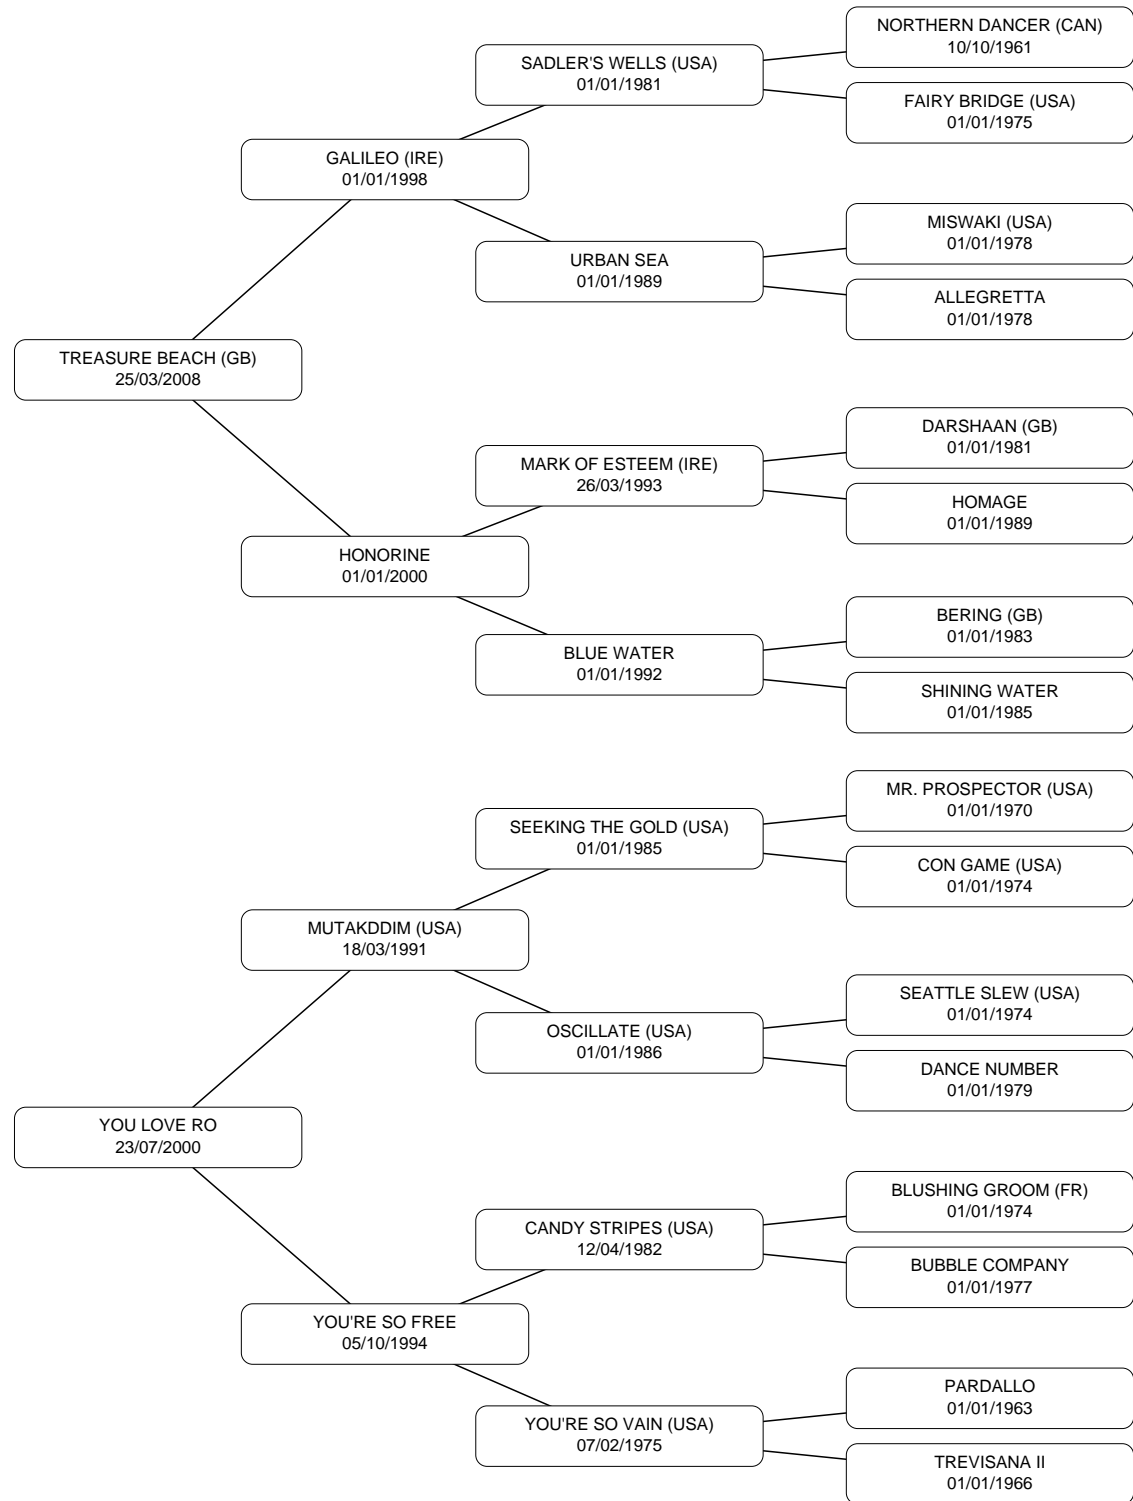 NORTHERN DANCER (CAN)
10/10/1961
SADLER'S WELLS (USA)
01/01/1981
FAIRY BRIDGE (USA)
01/01/1975
GALILEO (IRE)
01/01/1998
MISWAKI (USA)
01/01/1978
URBAN SEA
01/01/1989
ALLEGRETTA
01/01/1978
TREASURE BEACH (GB)
25/03/2008
DARSHAAN (GB)
01/01/1981
MARK OF ESTEEM (IRE)
26/03/1993
HOMAGE
01/01/1989
HONORINE
01/01/2000
BERING (GB)
01/01/1983
BLUE WATER
01/01/1992
SHINING WATER
01/01/1985
MR. PROSPECTOR (USA)
01/01/1970
SEEKING THE GOLD (USA)
01/01/1985
CON GAME (USA)
01/01/1974
MUTAKDDIM (USA)
18/03/1991
SEATTLE SLEW (USA)
01/01/1974
OSCILLATE (USA)
01/01/1986
DANCE NUMBER
01/01/1979
YOU LOVE RO
23/07/2000
BLUSHING GROOM (FR)
01/01/1974
CANDY STRIPES (USA)
12/04/1982
BUBBLE COMPANY
01/01/1977
YOU'RE SO FREE
05/10/1994
PARDALLO
01/01/1963
YOU'RE SO VAIN (USA)
07/02/1975
TREVISANA II
01/01/1966